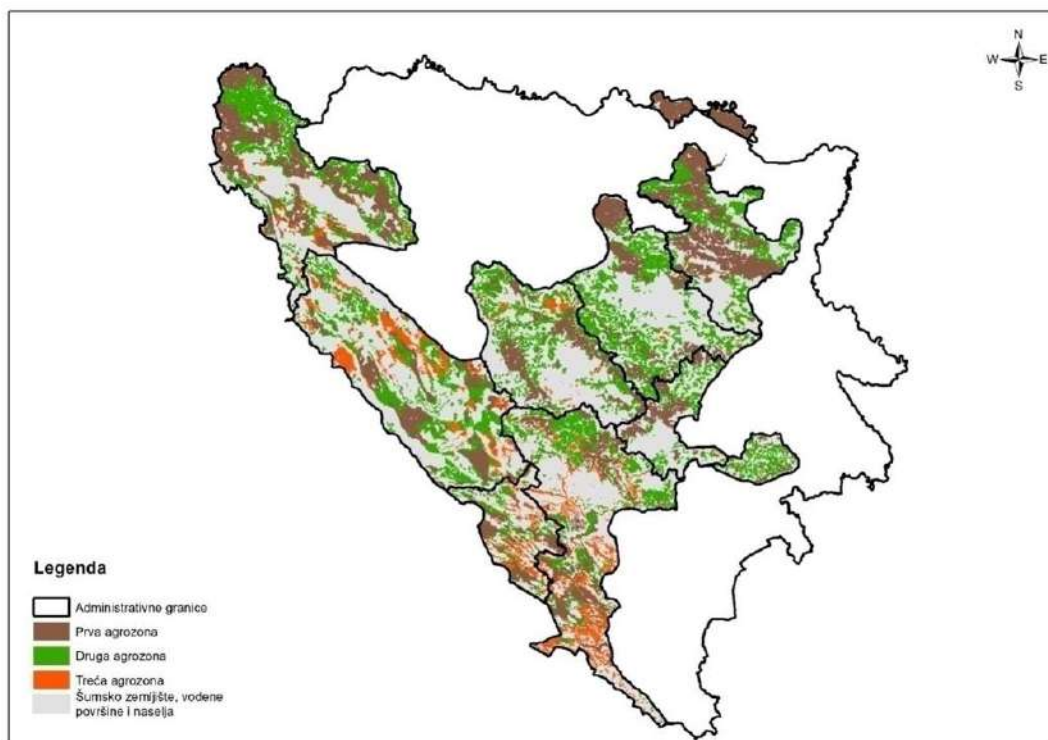 N
W E
S
Legenda
Administrativne granice
Prva agrozona
Druga agrozona
Treća agrozona
Šumsko zemljište, vodene
površine i naselja